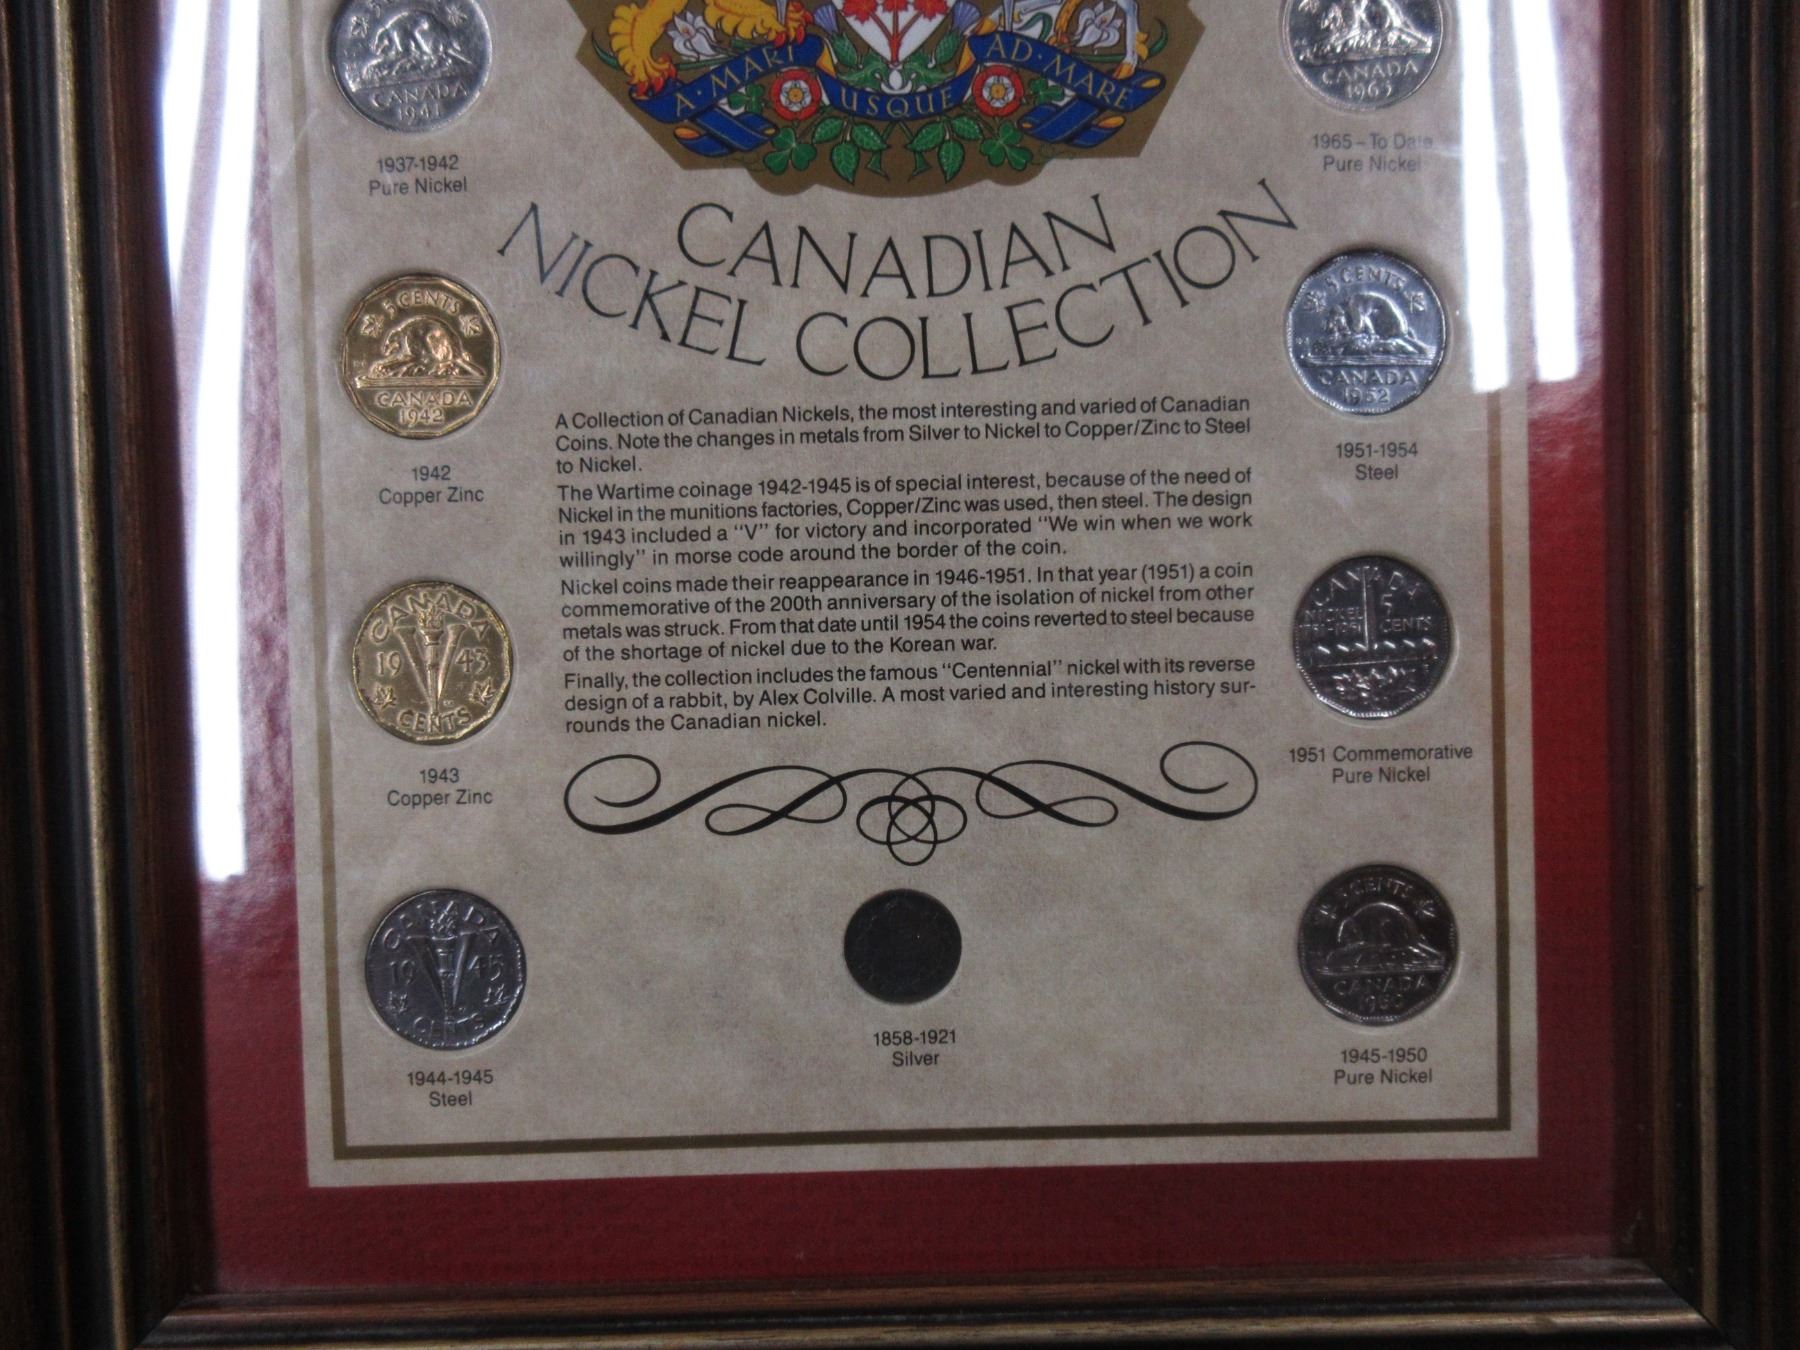 A·MARI USQUE AD·MARE
CANADA
1941
1937-1942
Pure Nickel
CANADA
1965
1965 – To Date
Pure Nickel
CANADIAN
NICKEL COLLECTION
5 CENTS
CANADA
1942
1942
Copper Zinc
5 CENTS
CANADA
1952
1951-1954
Steel
A Collection of Canadian Nickels, the most interesting and varied of Canadian
Coins. Note the changes in metals from Silver to Nickel to Copper/Zinc to Steel
to Nickel.
The Wartime coinage 1942-1945 is of special interest, because of the need of
Nickel in the munitions factories, Copper/Zinc was used, then steel. The design
in 1943 included a "V" for victory and incorporated "We win when we work
willingly" in morse code around the border of the coin.
Nickel coins made their reappearance in 1946-1951. In that year (1951) a coin
commemorative of the 200th anniversary of the isolation of nickel from other
metals was struck. From that date until 1954 the coins reverted to steel because
of the shortage of nickel due to the Korean war.
Finally, the collection includes the famous "Centennial" nickel with its reverse
design of a rabbit, by Alex Colville. A most varied and interesting history sur-
rounds the Canadian nickel.
CANADA
19 43
CENTS
1943
Copper Zinc
CANADA
NICKEL 5
1751-1951 CENTS
1951 Commemorative
Pure Nickel
CANADA
19 45
CENTS
1944-1945
Steel
1858-1921
Silver
5 CENTS
CANADA
1950
1945-1950
Pure Nickel